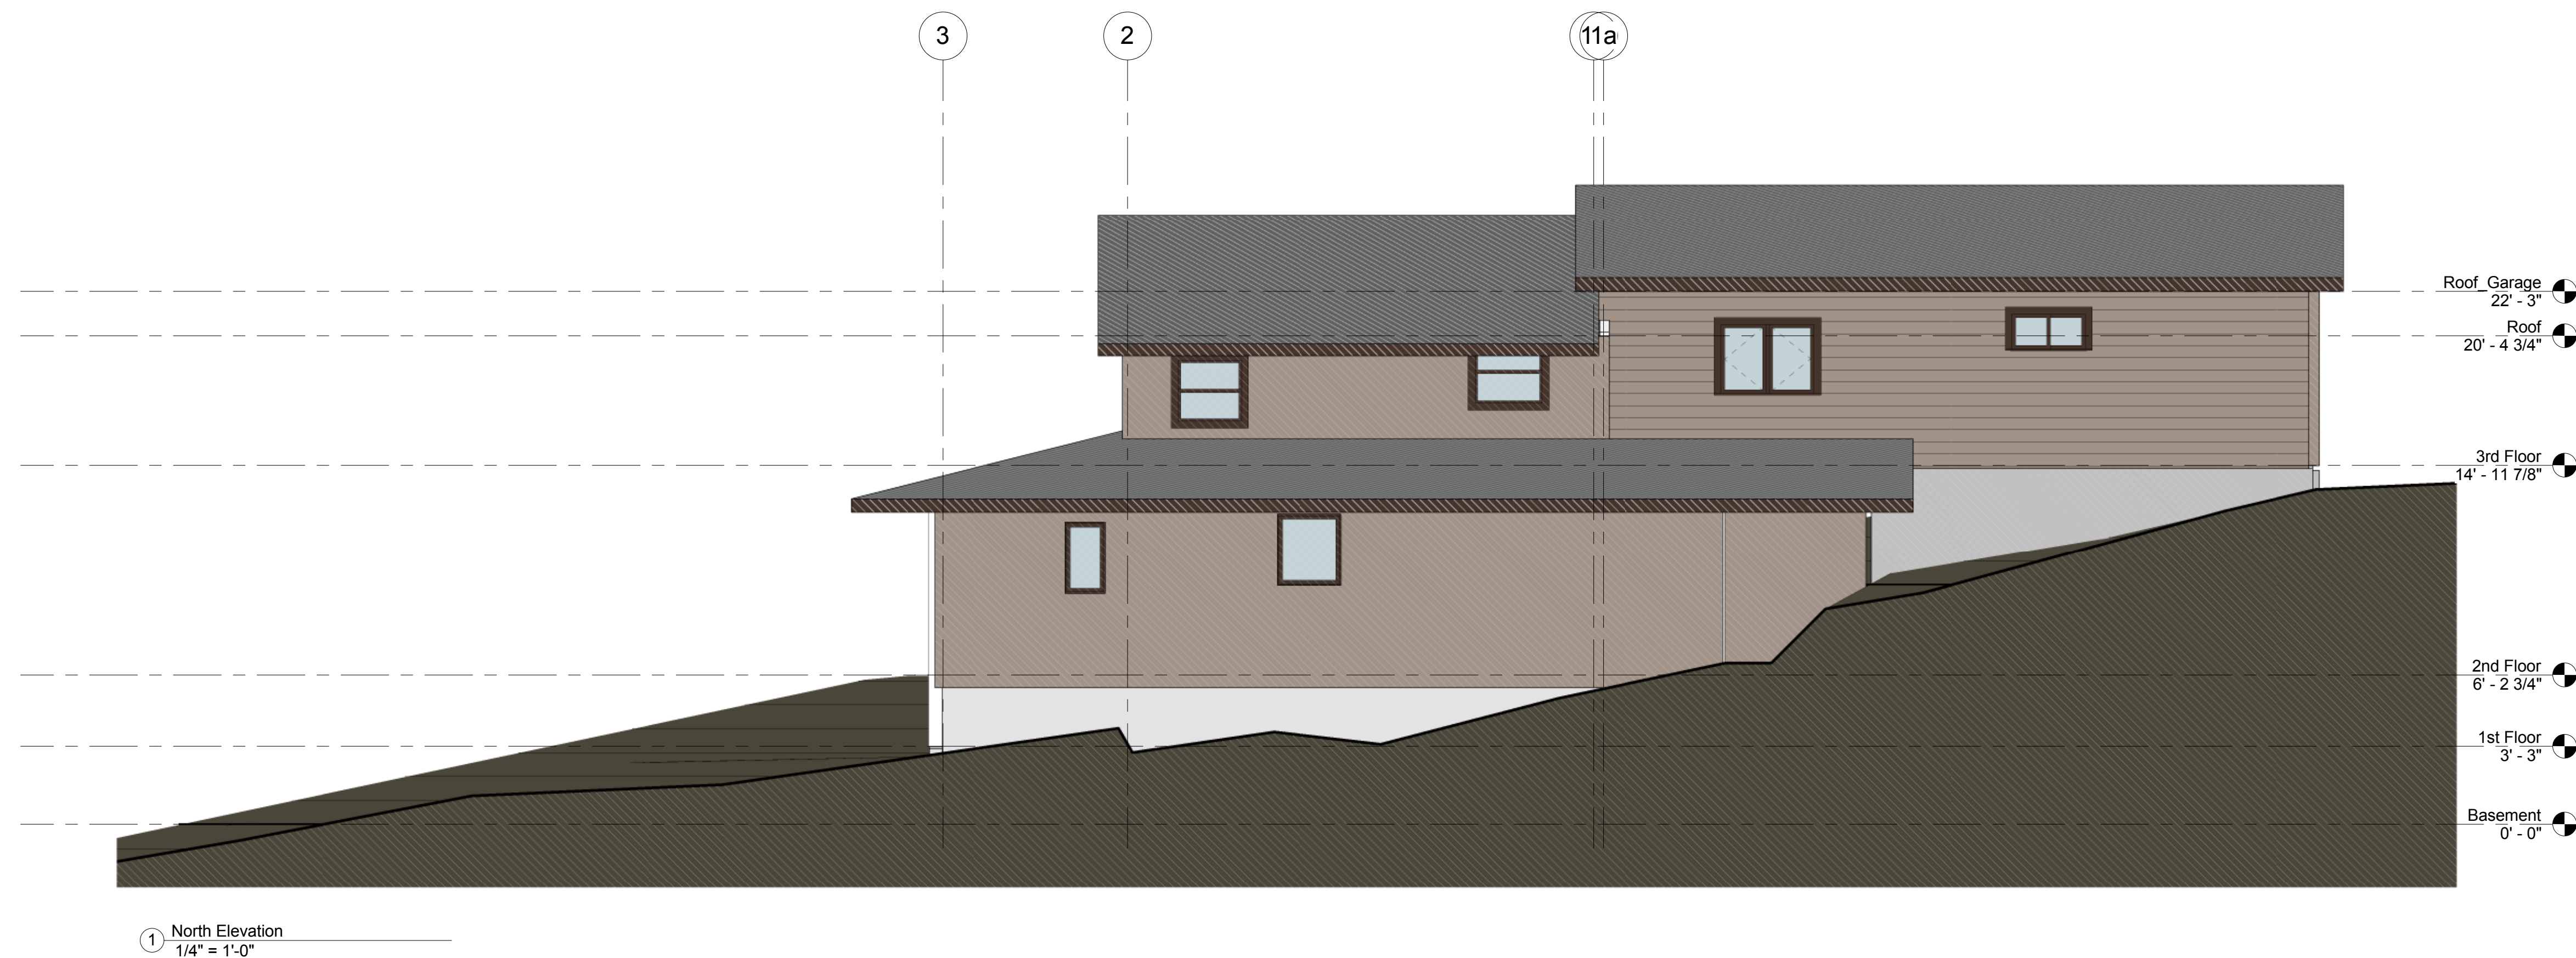 3
2
11a
Roof_Garage
22' - 3"
Roof
20' - 4 3/4"
3rd Floor
14' - 11 7/8"
2nd Floor
6' - 2 3/4"
1st Floor
3' - 3"
Basement
0' - 0"
1
North Elevation
1/4" = 1'-0"